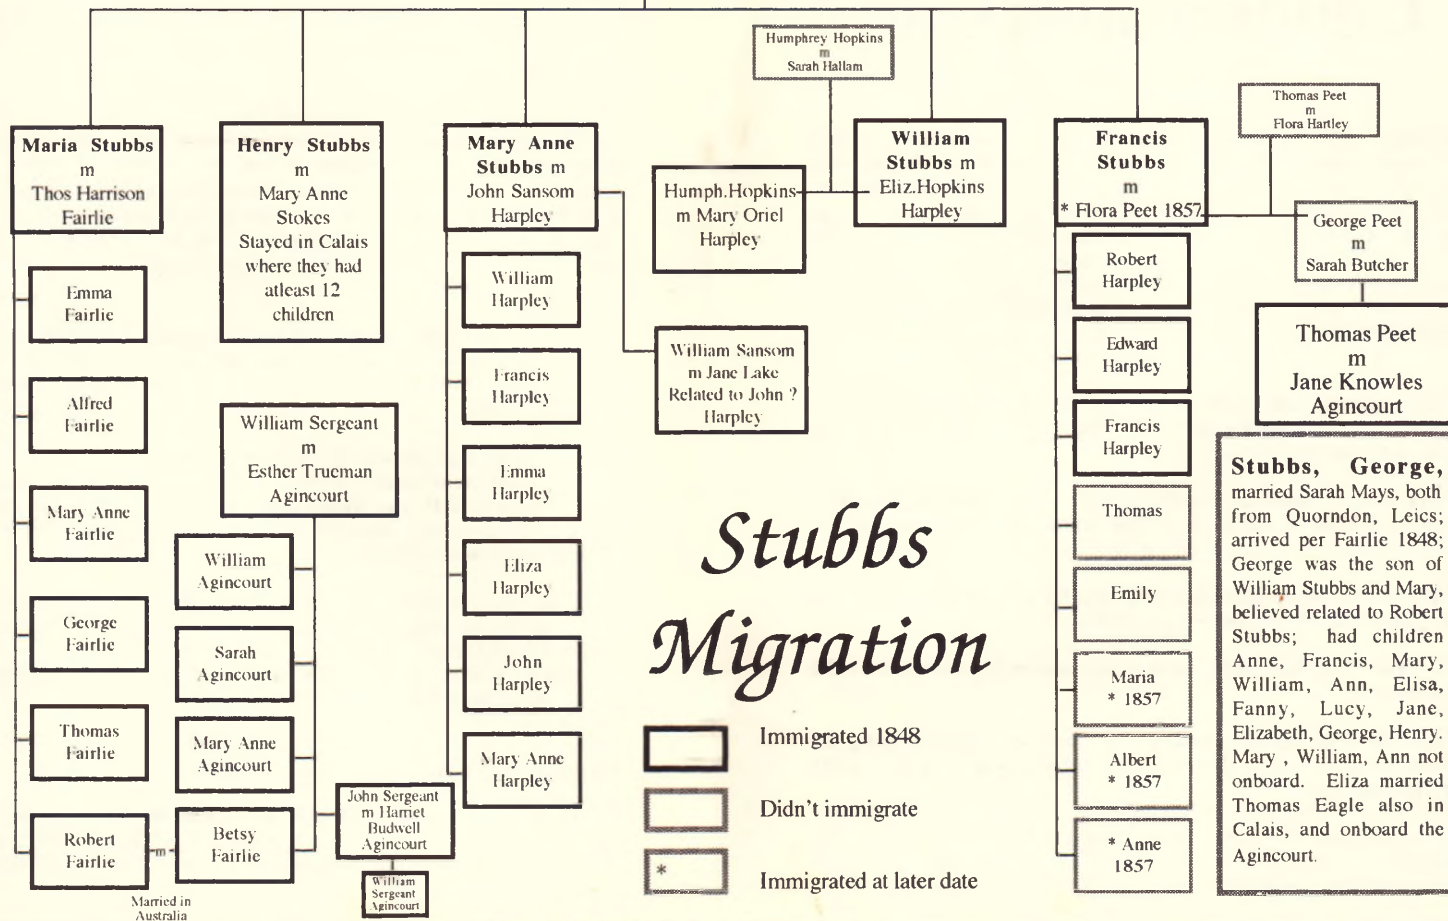 Humphrey Hopkins
m
Sarah Hallam
Thomas Peet
m
Flora Hartley
Maria Stubbs
m
Thos Harrison
Fairlie
Henry Stubbs
m
Mary Anne
Stokes
Stayed in Calais
where they had
atleast 12
children
Mary Anne
Stubbs m
John Sansom
Harpley
Humph.Hopkins
m Mary Oriel
Harpley
William
Stubbs m
Eliz.Hopkins
Harpley
Francis
Stubbs
m
* Flora Peet 1857
George Peet
m
Sarah Butcher
Thomas Peet
m
Jane Knowles
Agincourt
Emma
Fairlie
Alfred
Fairlie
Mary Anne
Fairlie
George
Fairlie
Thomas
Fairlie
Robert
Fairlie
m
Married in
Australia
William Sergeant
m
Esther Trueman
Agincourt
William
Agincourt
Sarah
Agincourt
Mary Anne
Agincourt
Betsy
Fairlie
John Sergeant
m Harriet
Budwell
Agincourt
William
Sergeant
Agincourt
William
Harpley
Francis
Harpley
Emma
Harpley
Eliza
Harpley
John
Harpley
Mary Anne
Harpley
William Sansom
m Jane Lake
Related to John ?
Harpley
Robert
Harpley
Edward
Harpley
Francis
Harpley
Thomas
Emily
Maria
* 1857
Albert
* 1857
* Anne
1857
Stubbs
Migration
Immigrated 1848
Didn't immigrate
*
Immigrated at later date
Stubbs, George,
married Sarah Mays, both
from Quorndon, Leics;
arrived per Fairlie 1848;
George was the son of
William Stubbs and Mary,
believed related to Robert
Stubbs; had children
Anne, Francis, Mary,
William, Ann, Elisa,
Fanny, Lucy, Jane,
Elizabeth, George, Henry.
Mary , William, Ann not
onboard. Eliza married
Thomas Eagle also in
Calais, and onboard the
Agincourt.